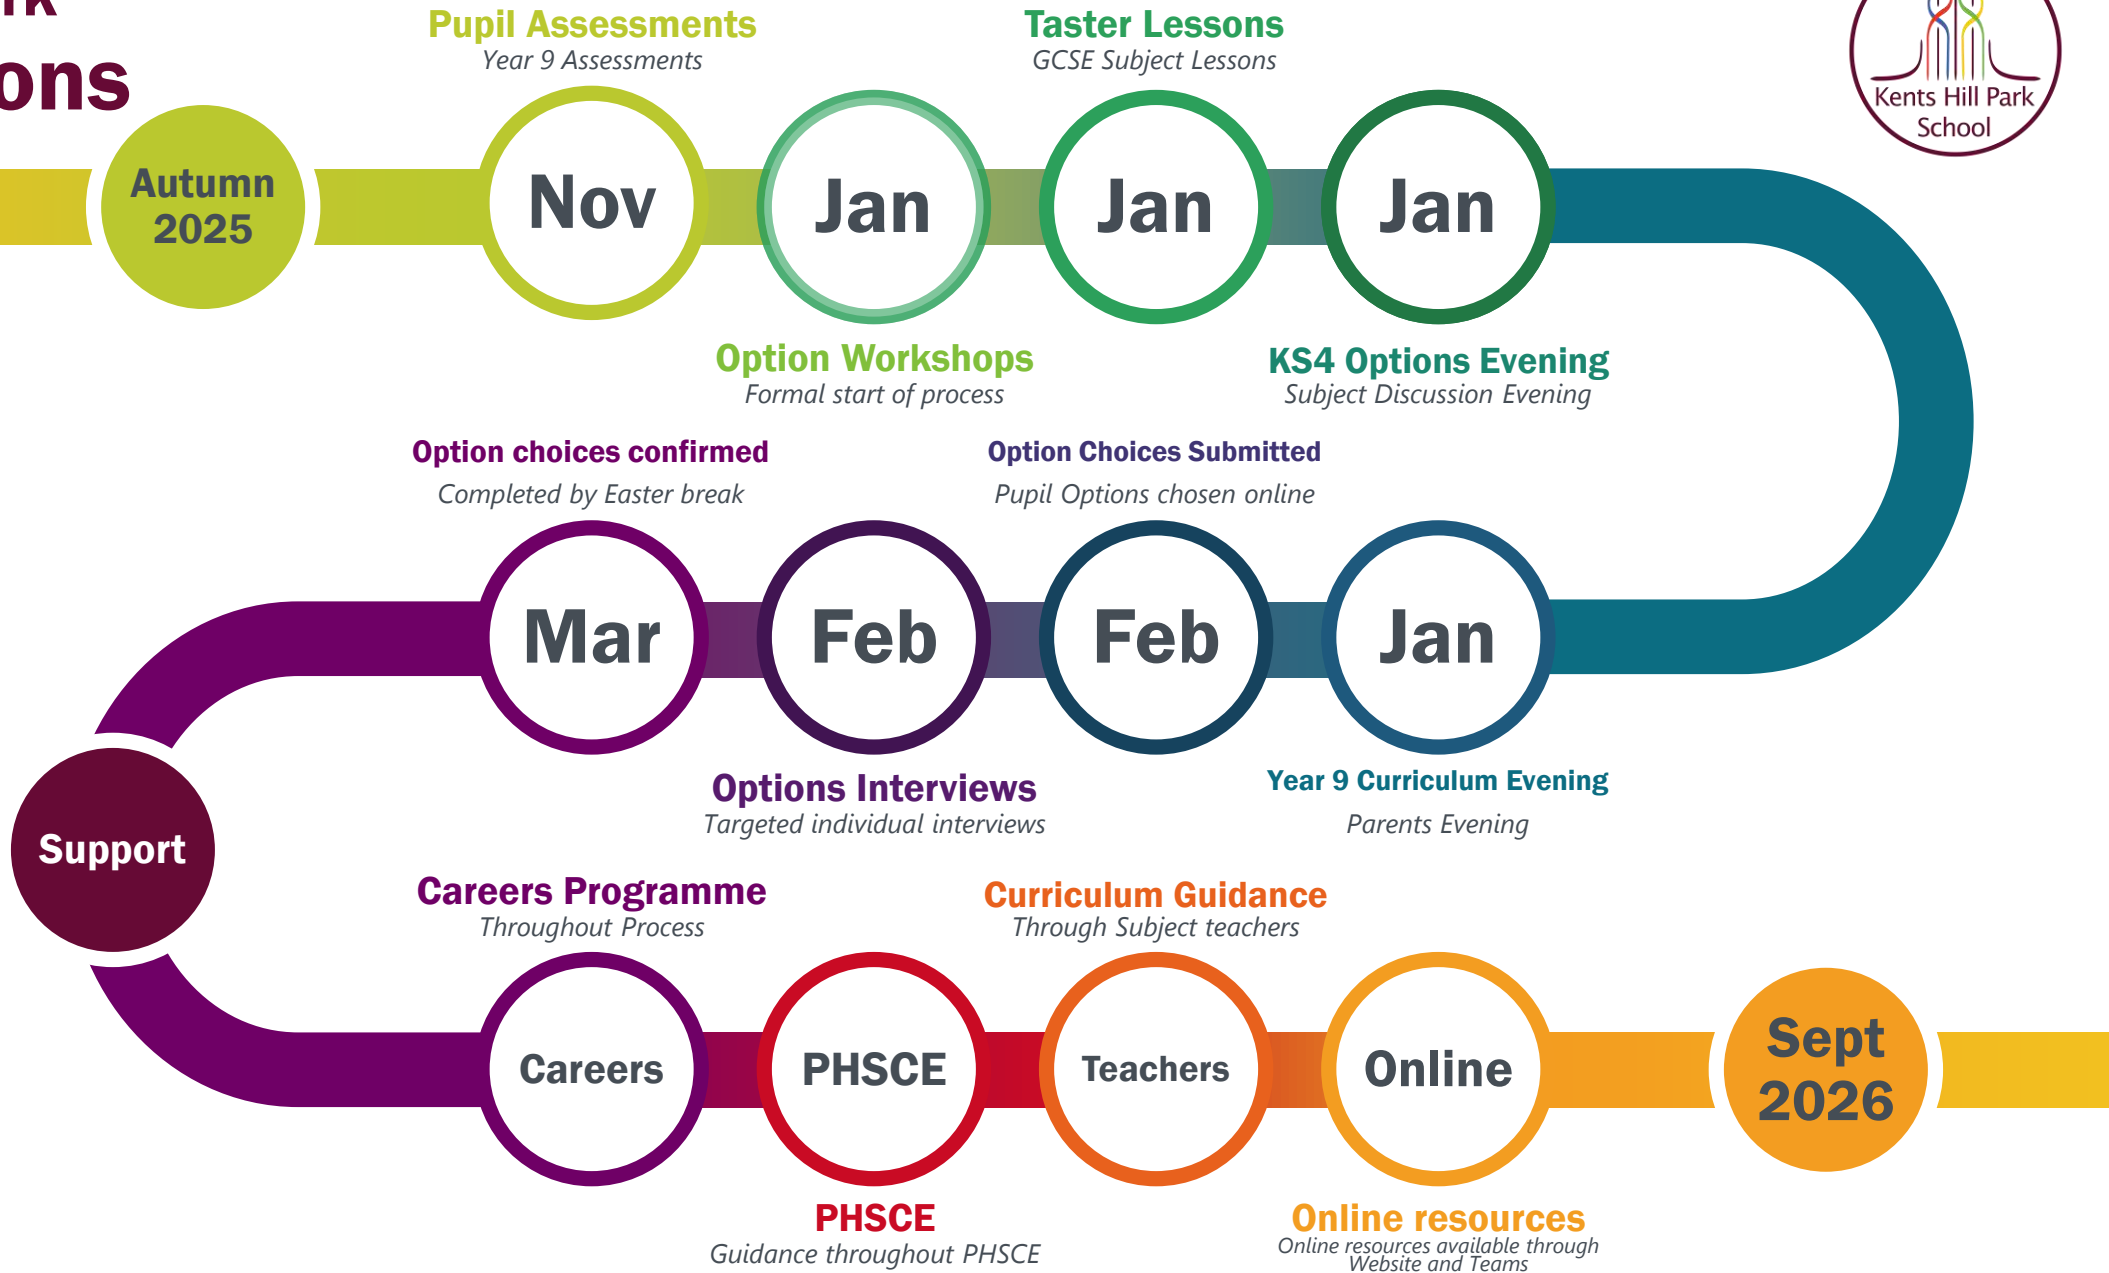 ons
Pupil Assessments
Year 9 Assessments
Taster Lessons
GCSE Subject Lessons
Kents Hill Park
School
Autumn
2025
Nov
Jan
Jan
Jan
Option Workshops
Formal start of process
KS4 Options Evening
Subject Discussion Evening
Option choices confirmed
Completed by Easter break
Option Choices Submitted
Pupil Options chosen online
Mar
Feb
Feb
Jan
Options Interviews
Targeted individual interviews
Year 9 Curriculum Evening
Parents Evening
Support
Careers Programme
Throughout Process
Curriculum Guidance
Through Subject teachers
Careers
PHSCE
Teachers
Online
Sept
2026
PHSCE
Guidance throughout PHSCE
Online resources
Online resources available through
Website and Teams